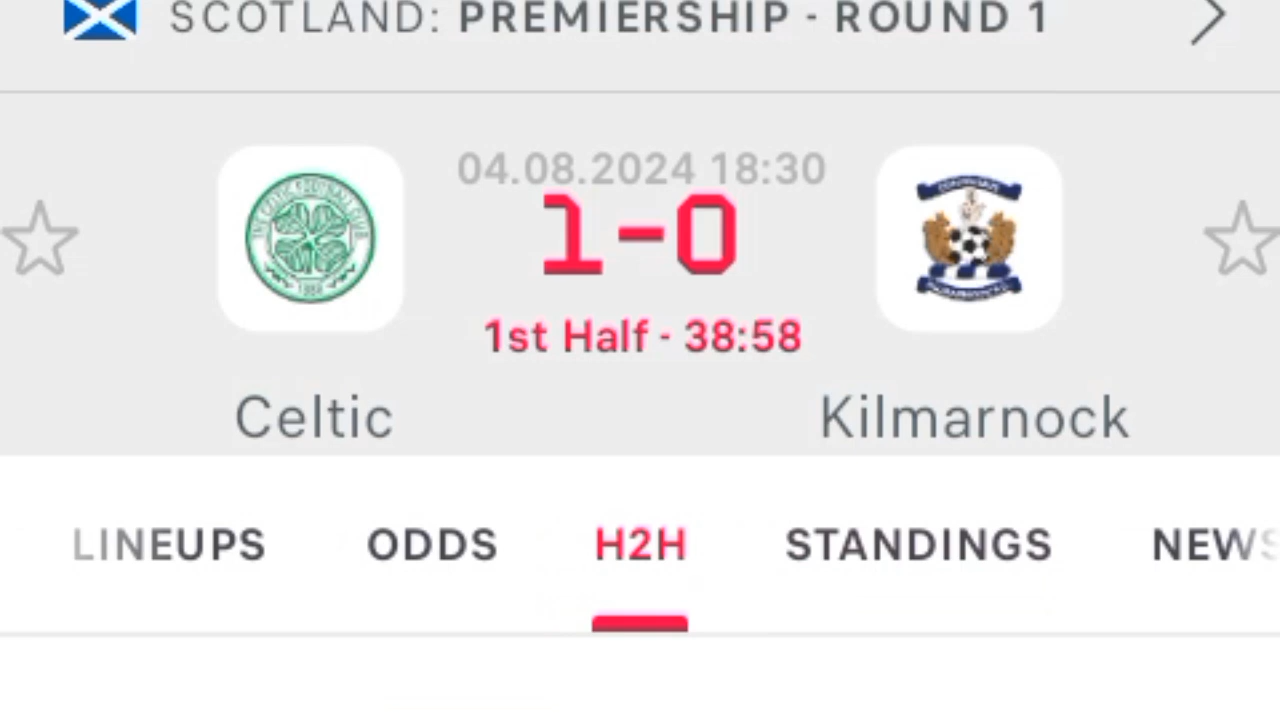 SCOTLAND: PREMIERSHIP - ROUND 1
04.08.2024 18:30
1-0
1st Half - 38:58
Celtic
Kilmarnock
LINEUPS
ODDS
H2H
STANDINGS
NEWS